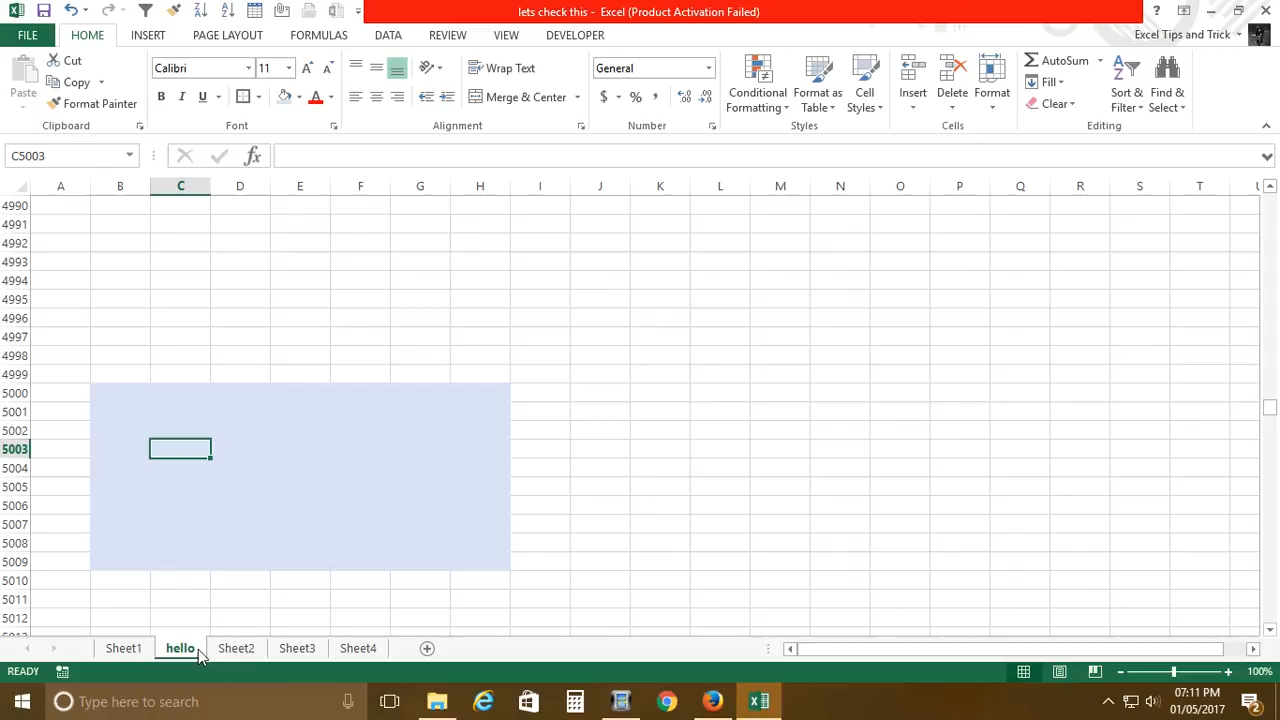 lets check this - Excel (Product Activation Failed)
FILE HOME INSERT PAGE LAYOUT FORMULAS DATA REVIEW VIEW DEVELOPER Excel Tips and Trick
Cut
Copy
Format Painter
Paste
Clipboard
Calibri 11
B I U
Font
Wrap Text
Merge & Center
Alignment
General
$ % ,
Number
Conditional Formatting
Format as Table
Cell Styles
Styles
Insert
Delete
Format
Cells
AutoSum
Fill
Clear
Sort & Filter
Find & Select
Editing
C5003
fx
A B C D E F G H I J K L M N O P Q R S T U
4990
4991
4992
4993
4994
4995
4996
4997
4998
4999
5000
5001
5002
5003
5004
5005
5006
5007
5008
5009
5010
5011
5012
Sheet1 hello Sheet2 Sheet3 Sheet4
READY
100%
Type here to search
07:11 PM
01/05/2017
2